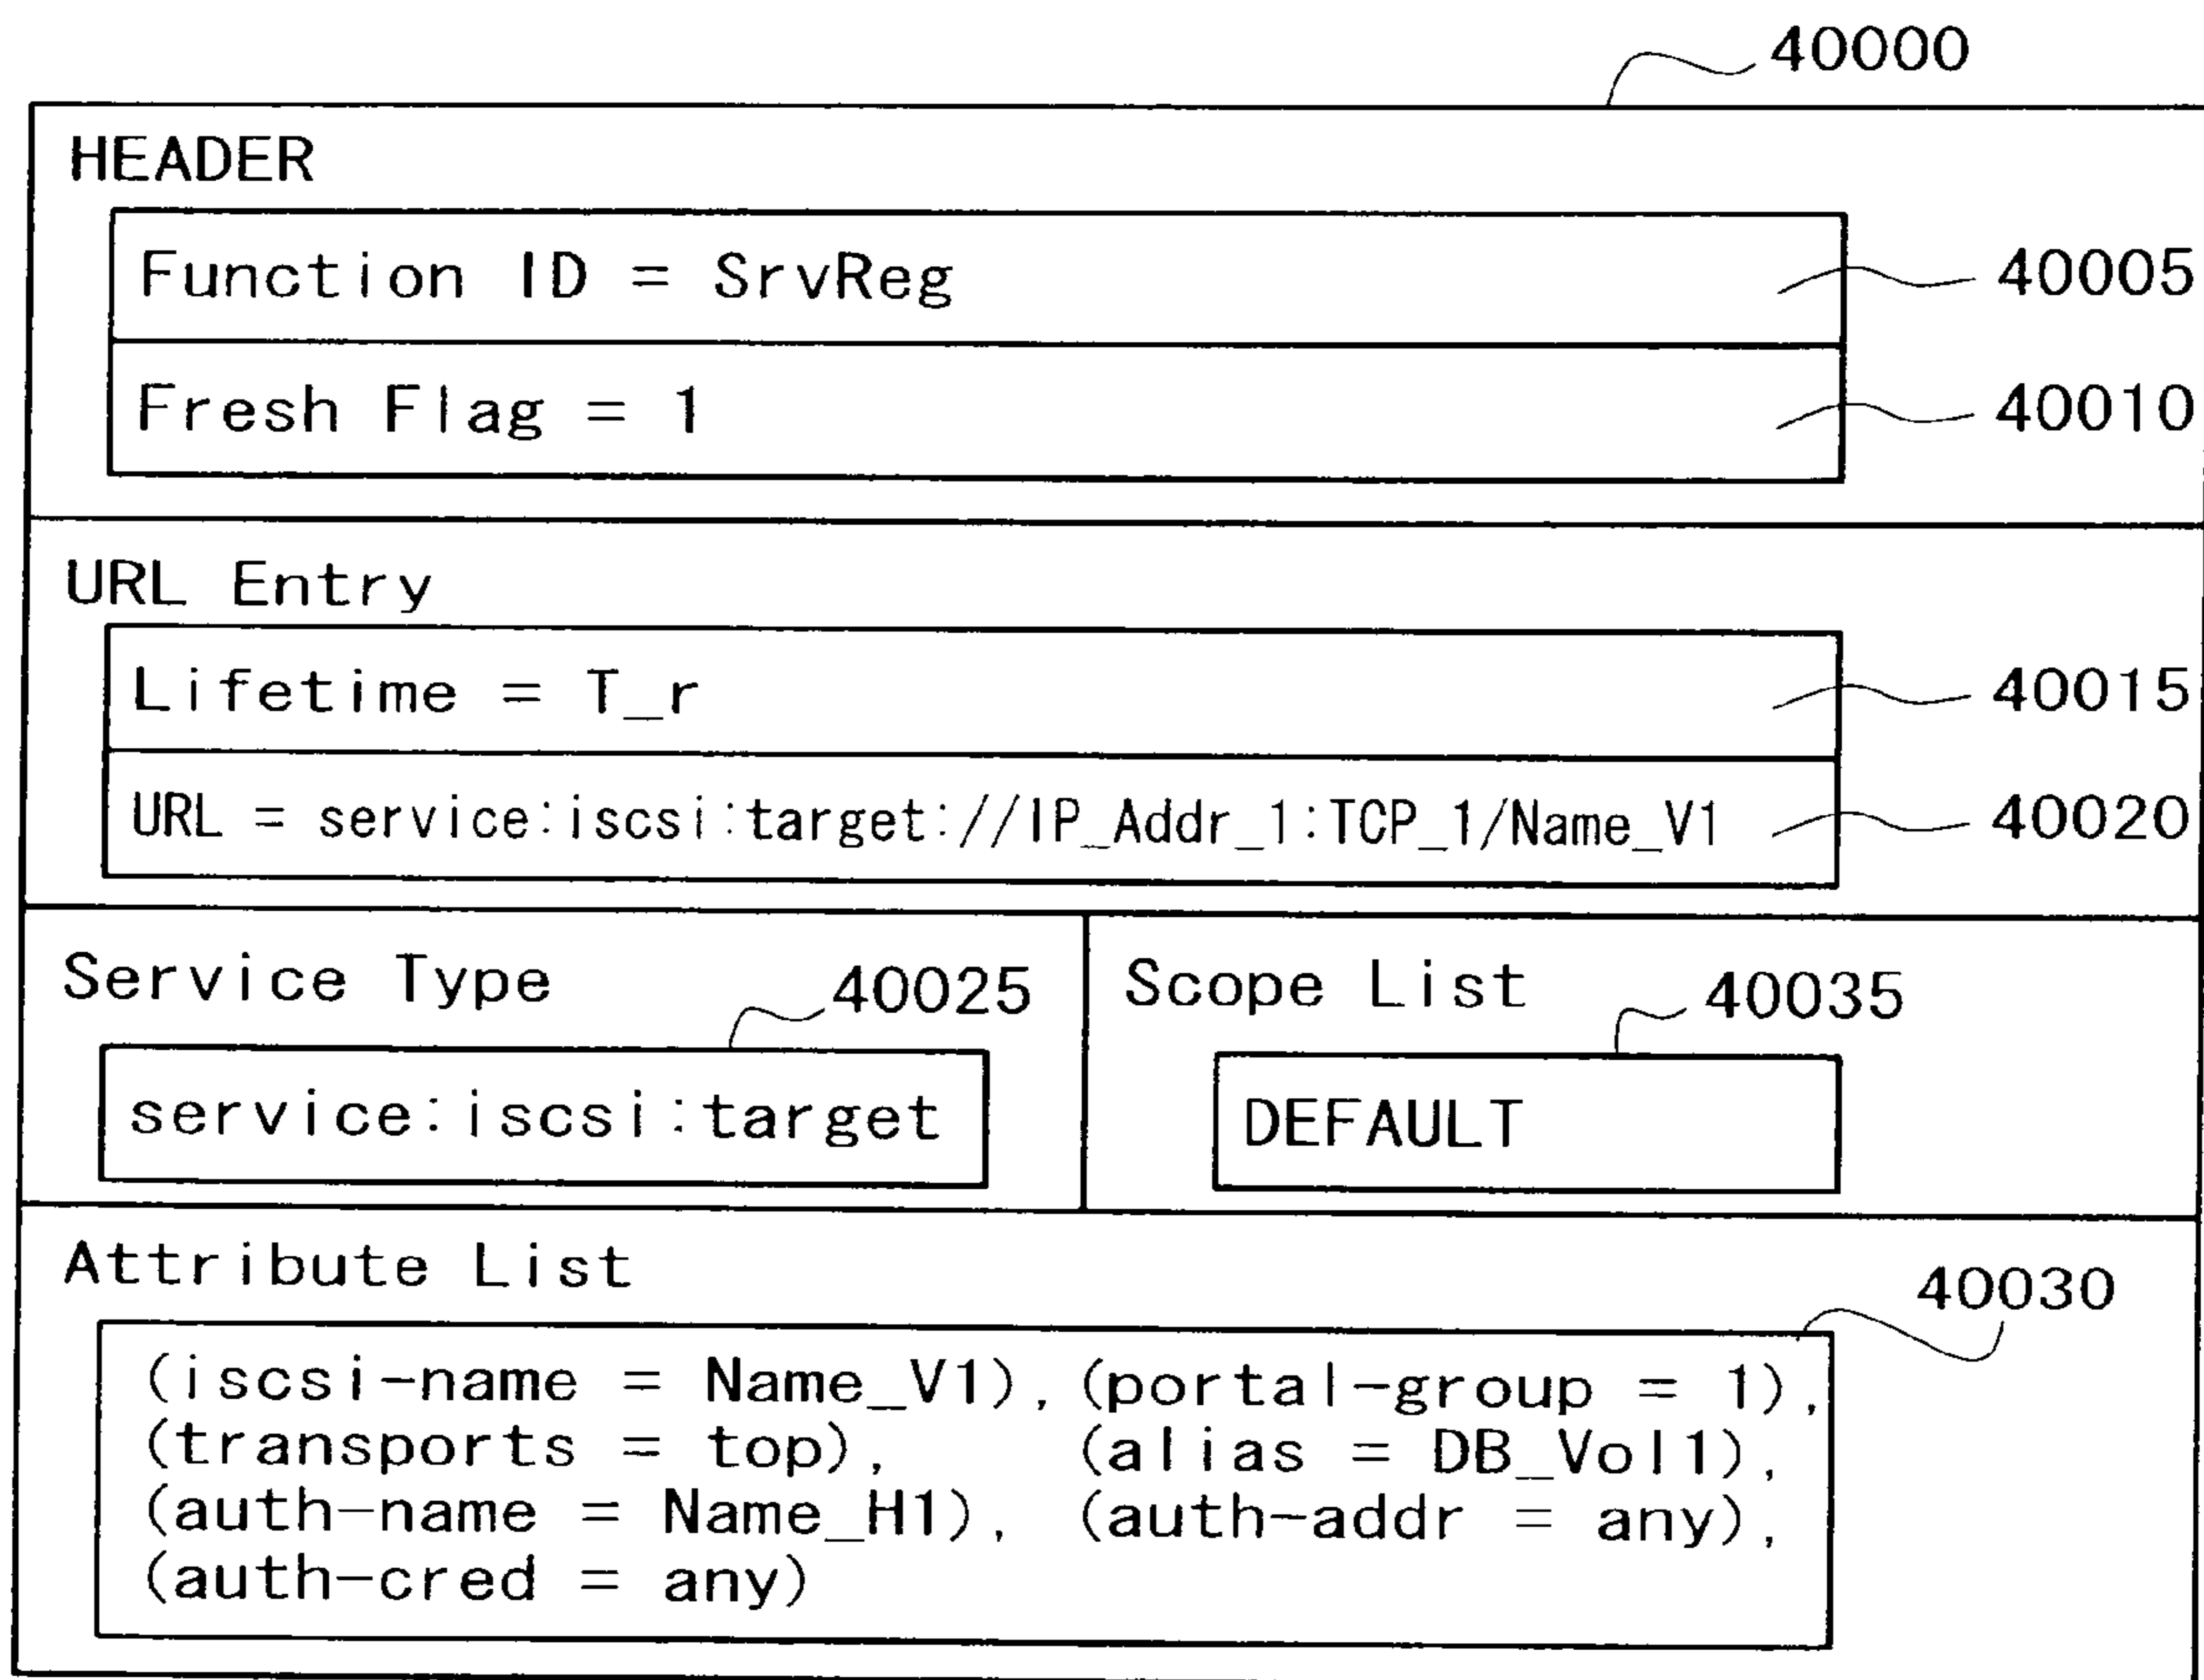 40000
HEADER
Function ID = SrvReg
40005
Fresh Flag = 1
40010
URL Entry
Lifetime = T_r
40015
URL = service:iscsi:target://IP_Addr_1:TCP_1/Name_V1
40020
Service Type
40025
service:iscsi:target
Scope List
40035
DEFAULT
Attribute List
40030
(iscsi-name = Name_V1), (portal-group = 1),
(transports = top), (alias = DB_Vol1),
(auth-name = Name_H1), (auth-addr = any),
(auth-cred = any)